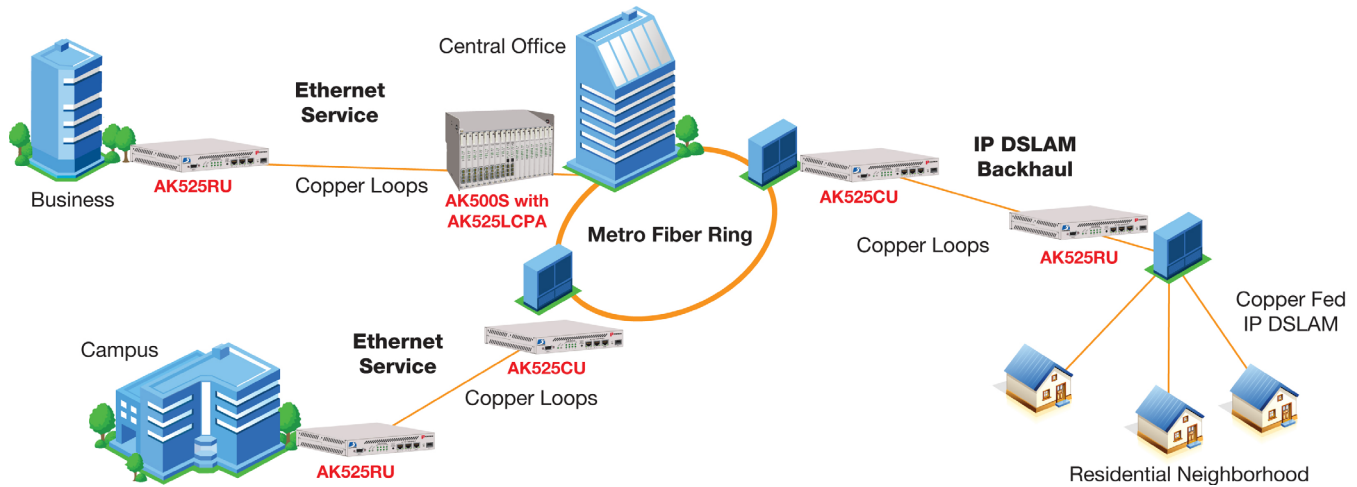 Central Office
Ethernet
Service
Business
AK525RU
Copper Loops
AK500S with
AK525LCPA
Metro Fiber Ring
AK525CU
IP DSLAM
Backhaul
Copper Loops
AK525RU
Copper Fed
IP DSLAM
Residential Neighborhood
Campus
Ethernet
Service
AK525CU
Copper Loops
AK525RU